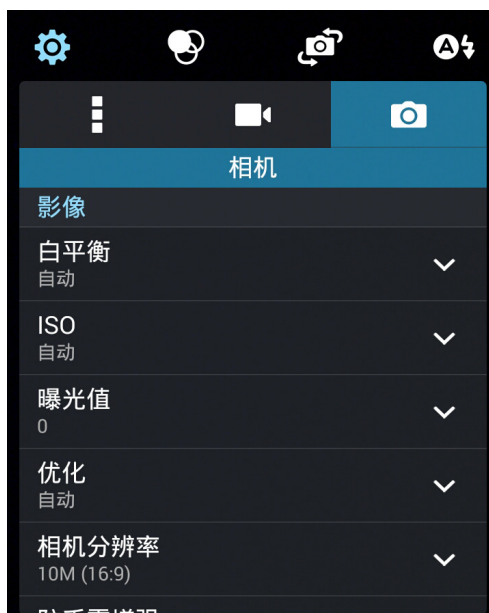 A
相机
影像
白平衡
自动
ISO
自动
曝光值
0
优化
自动
相机分辨率
10M (16:9)